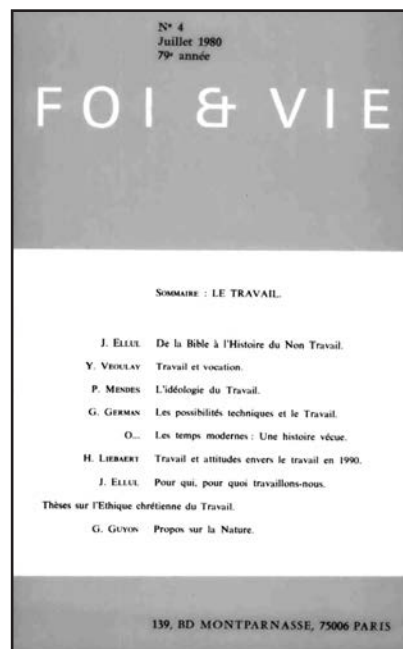 N° 4
Juillet 1980
79e année
FOI & VIE
SOMMAIRE : LE TRAVAIL.
J. ELLUL De la Bible à l'Histoire du Non Travail.
Y. VEOULAY Travail et vocation.
P. MENDES L'idéologie du Travail.
G. GERMAN Les possibilités techniques et le Travail.
O... Les temps modernes : Une histoire vécue.
H. LIEBAERT Travail et attitudes envers le travail en 1990.
J. ELLUL Pour qui, pour quoi travaillons-nous.
Thèses sur l'Ethique chrétienne du Travail.
G. GUYON Propos sur la Nature.
139, BD MONTPARNASSE, 75006 PARIS